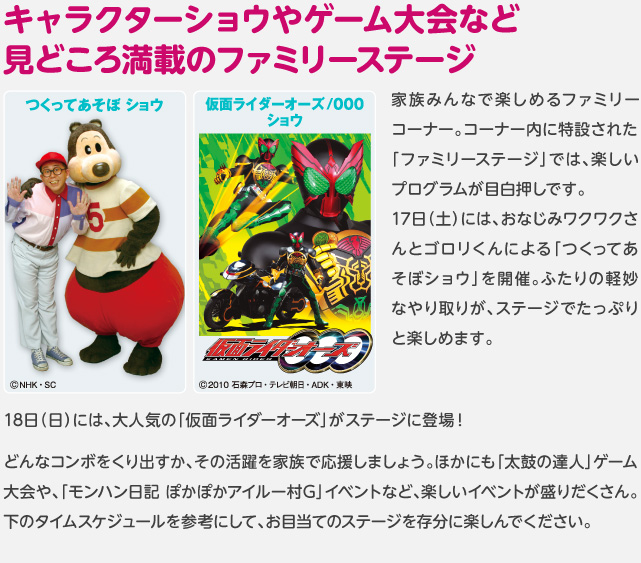 キャラクターショウやゲーム大会など
見どころ満載のファミリーステージ
つくってあそぼ ショウ
©NHK・SC
仮面ライダーオーズ/OOO
ショウ
仮面ライダーオーズ
KAMEN RIDER
©2010 石森プロ・テレビ朝日・ADK・東映
家族みんなで楽しめるファミリー
コーナー。コーナー内に特設された
「ファミリーステージ」では、楽しい
プログラムが目白押しです。
17日(土)には、おなじみワクワクさ
んとゴロリくんによる「つくってあ
そぼショウ」を開催。ふたりの軽妙
なやり取りが、ステージでたっぷり
と楽しめます。
18日(日)には、大人気の「仮面ライダーオーズ」がステージに登場!
どんなコンボをくり出すか、その活躍を家族で応援しましょう。ほかにも「太鼓の達人」ゲーム
大会や、「モンハン日記 ぽかぽかアイルー村G」イベントなど、楽しいイベントが盛りだくさん。
下のタイムスケジュールを参考にして、お目当てのステージを存分に楽しんでください。